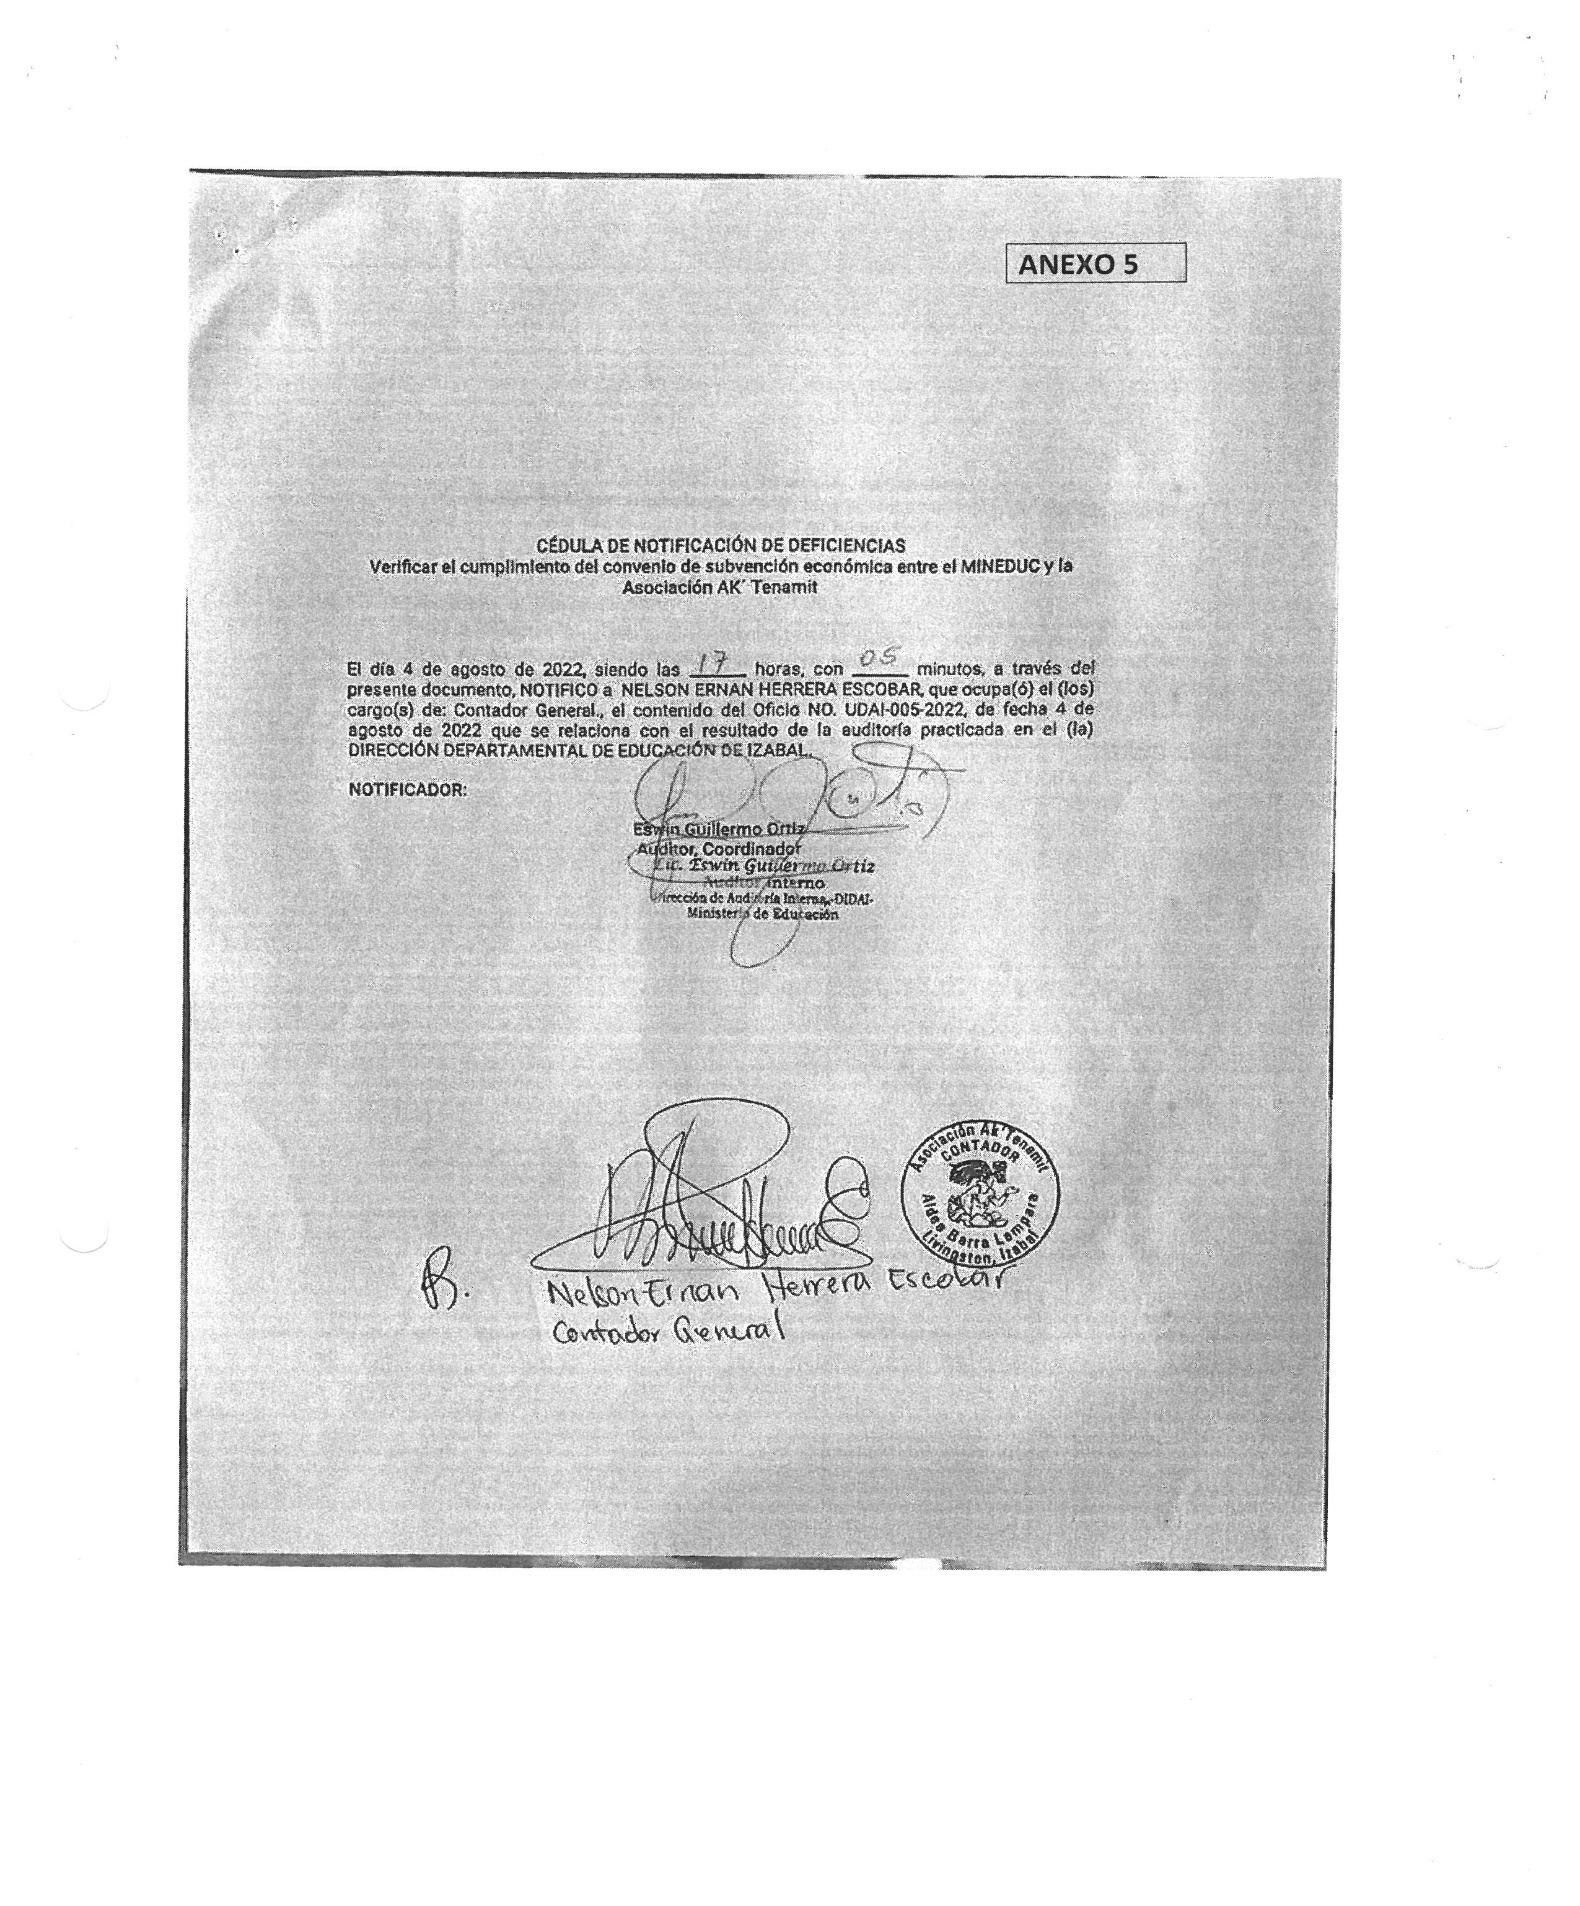 ANEXO 5
CÉDULA DE NOTIFICACIÓN DE DEFICIENCIAS
Verificar el cumplimiento del convenio de subvención económica entre el MINEDUC y la
Asociación AK´ Tenamit
El día 4 de agosto de 2022, siendo las 17 horas, con 05 minutos, a través del
presente documento, NOTIFICO a NELSON ERNAN HERRERA ESCOBAR, que ocupa(ó) el (los)
cargo(s) de: Contador General., el contenido del Oficio NO. UDAI-005-2022, de fecha 4 de
agosto de 2022 que se relaciona con el resultado de la auditoría practicada en el (la)
DIRECCIÓN DEPARTAMENTAL DE EDUCACIÓN DE IZABAL.
NOTIFICADOR:
Eswin Guillermo Ortiz
Auditor, Coordinador
Lic. Eswin Guillermo Ortiz
Auditor Interno
Dirección de Auditoría Interna, -DIDAI-
Ministerio de Educación
Asociación Ak'Tenamit
CONTADOR
Aldea Barra Lampara
Livingston, Izabal
Nelson Ernan Herrera Escobar
Contador General